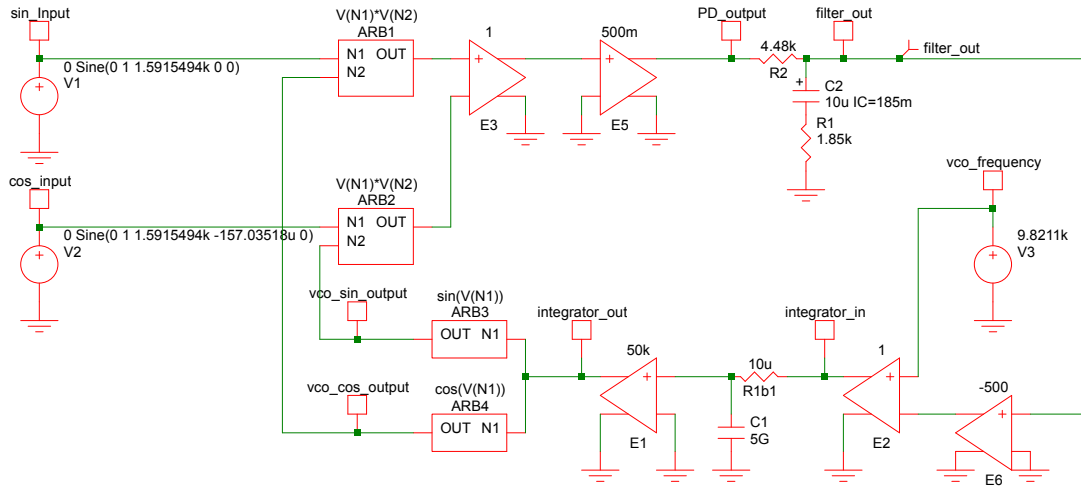 sin_Input
V(N1)*V(N2)
ARB1
N1 OUT
N2
0 Sine(0 1 1.5915494k 0 0)
V1
1
E3
500m
E5
PD_output
4.48k
R2
filter_out
filter_out
C2
10u IC=185m
R1
1.85k
cos_input
V(N1)*V(N2)
ARB2
N1 OUT
N2
0 Sine(0 1 1.5915494k -157.03518u 0)
V2
vco_frequency
9.8211k
V3
vco_sin_output
sin(V(N1))
ARB3
OUT N1
integrator_out
integrator_in
vco_cos_output
cos(V(N1))
ARB4
OUT N1
50k
E1
10u
R1b1
C1
5G
1
E2
-500
E6